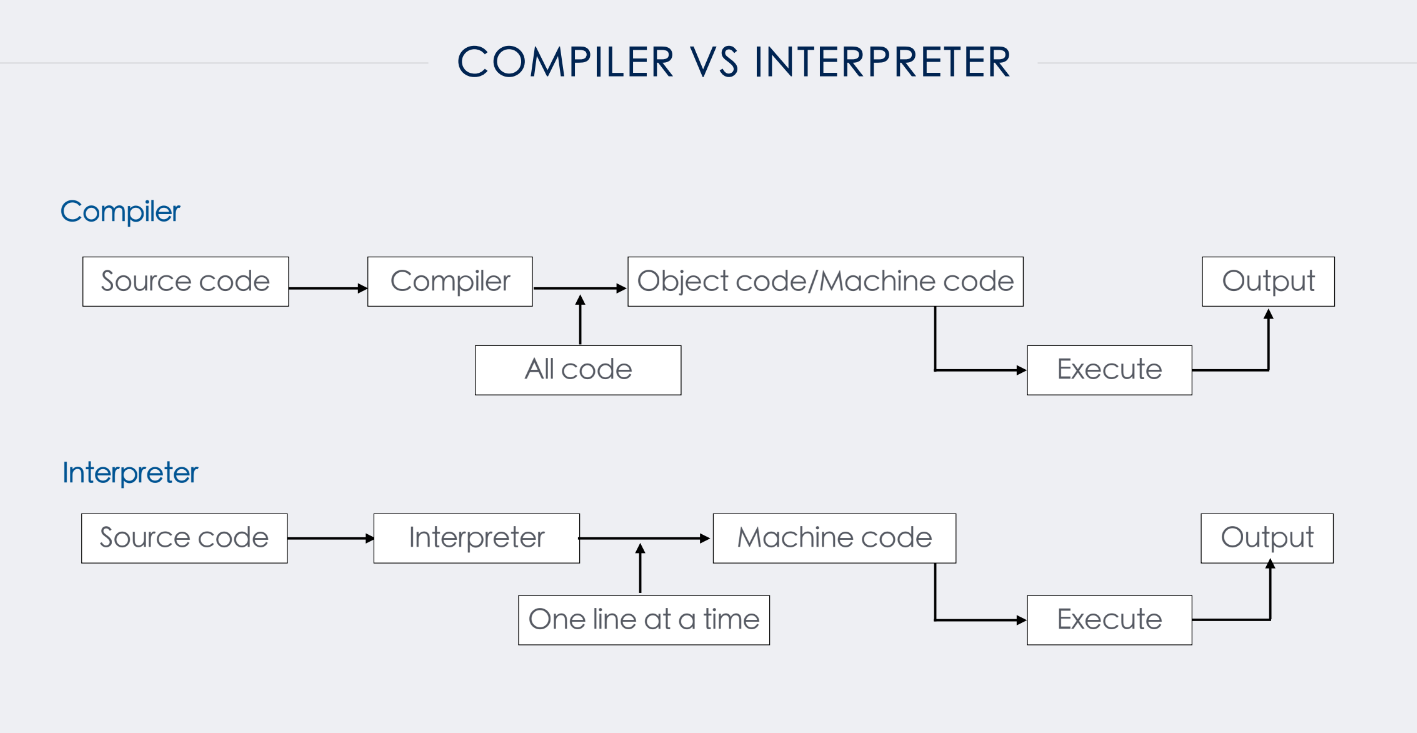 COMPILER VS INTERPRETER
Compiler
Source code
Compiler
Object code/Machine code
Output
All code
Execute
Interpreter
Source code
Interpreter
Machine code
Output
One line at a time
Execute